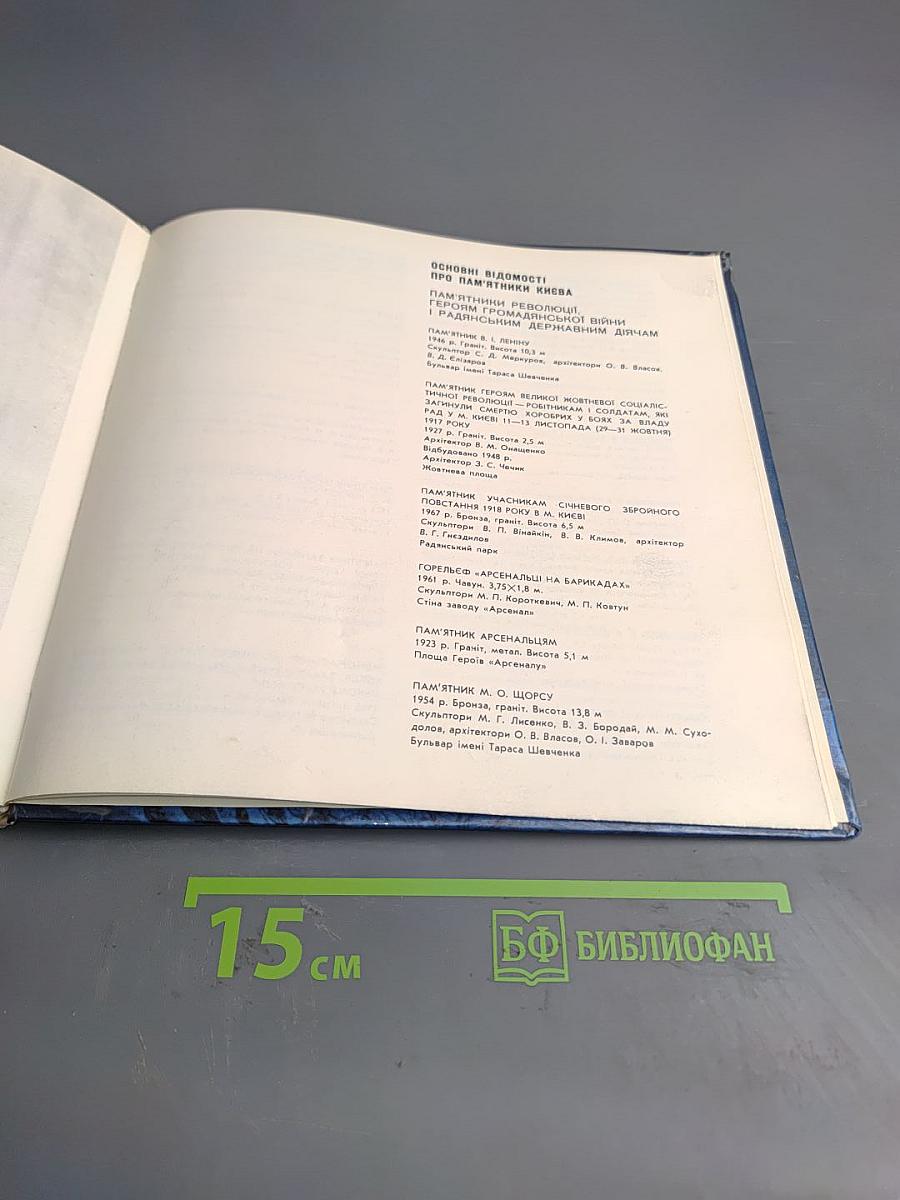 ОСНОВНІ ВІДОМОСТІ
ПРО ПАМ'ЯТНИКИ КИЄВА
ПАМ'ЯТНИКИ РЕВОЛЮЦІЇ,
ГЕРОЯМ ГРОМАДЯНСЬКОЇ ВІЙНИ
І РАДЯНСЬКИМ ДЕРЖАВНИМ ДІЯЧАМ
ПАМ'ЯТНИК В. І. ЛЕНІНУ
1946 р. Граніт. Висота 10,3 м
Скульптор С. Д. Меркуров, архітектори О. В. Власов,
В. Д. Єлізаров
Бульвар імені Тараса Шевченка
ПАМ'ЯТНИК ГЕРОЯМ ВЕЛИКОЇ ЖОВТНЕВОЇ СОЦІАЛІС-
ТИЧНОЇ РЕВОЛЮЦІЇ — РОБІТНИКАМ І СОЛДАТАМ, ЯКІ
ЗАГИНУЛИ СМЕРТЮ ХОРОБРИХ У БОЯХ ЗА ВЛАДУ
РАД У М. КИЄВІ 11—13 ЛИСТОПАДА (29—31 ЖОВТНЯ)
1917 РОКУ
1927 р. Граніт. Висота 2,5 м
Архітектор В. М. Онащенко
Відбудовано 1948 р.
Архітектор З. С. Чечик
Жовтнева площа
ПАМ'ЯТНИК УЧАСНИКАМ СІЧНЕВОГО ЗБРОЙНОГО
ПОВСТАННЯ 1918 РОКУ В М. КИЄВІ
1967 р. Бронза, граніт. Висота 6,5 м
Скульптори В. П. Вінайкін, В. В. Климов, архітектор
В. Г. Гнєздилов
Радянський парк
ГОРЕЛЬЄФ «АРСЕНАЛЬЦІ НА БАРИКАДАХ»
1961 р. Чавун. 3,75×1,8 м.
Скульптори М. П. Короткевич, М. П. Ковтун
Стіна заводу «Арсенал»
ПАМ'ЯТНИК АРСЕНАЛЬЦЯМ
1923 р. Граніт, метал. Висота 5,1 м
Площа Героїв «Арсеналу»
ПАМ'ЯТНИК М. О. ЩОРСУ
1954 р. Бронза, граніт. Висота 13,8 м
Скульптори М. Г. Лисенко, В. З. Бородай, М. М. Сухо-
долов, архітектори О. В. Власов, О. І. Заваров
Бульвар імені Тараса Шевченка
15 см
БФ БИБЛИОФАН